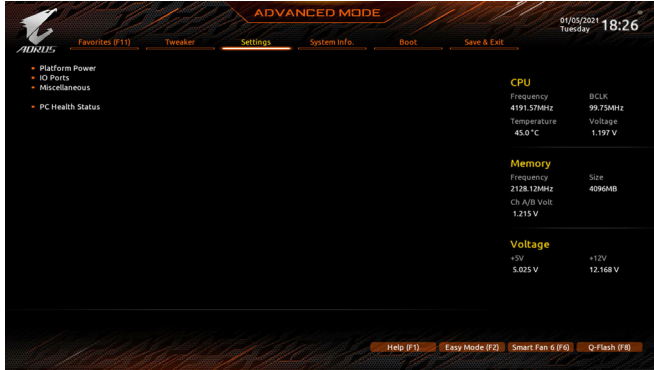 ADVANCED MODE
01/05/2021
Tuesday
18:26
AORUS
Favorites (F11) Tweaker Settings System Info. Boot Save & Exit
Platform Power
IO Ports
Miscellaneous
PC Health Status
CPU
Frequency BCLK
4191.57MHz 99.75MHz
Temperature Voltage
45.0 °C 1.197 V
Memory
Frequency Size
2128.12MHz 4096MB
Ch A/B Volt
1.215 V
Voltage
+5V +12V
5.025 V 12.168 V
Help (F1) Easy Mode (F2) Smart Fan 6 (F6) Q-Flash (F8)